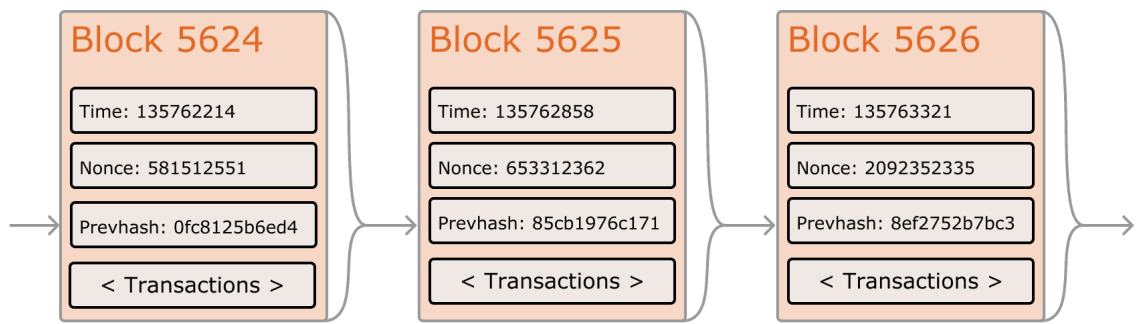 Block 5624
Time: 135762214
Nonce: 581512551
Prevhash: 0fc8125b6ed4
< Transactions >
Block 5625
Time: 135762858
Nonce: 653312362
Prevhash: 85cb1976c171
< Transactions >
Block 5626
Time: 135763321
Nonce: 2092352335
Prevhash: 8ef2752b7bc3
< Transactions >